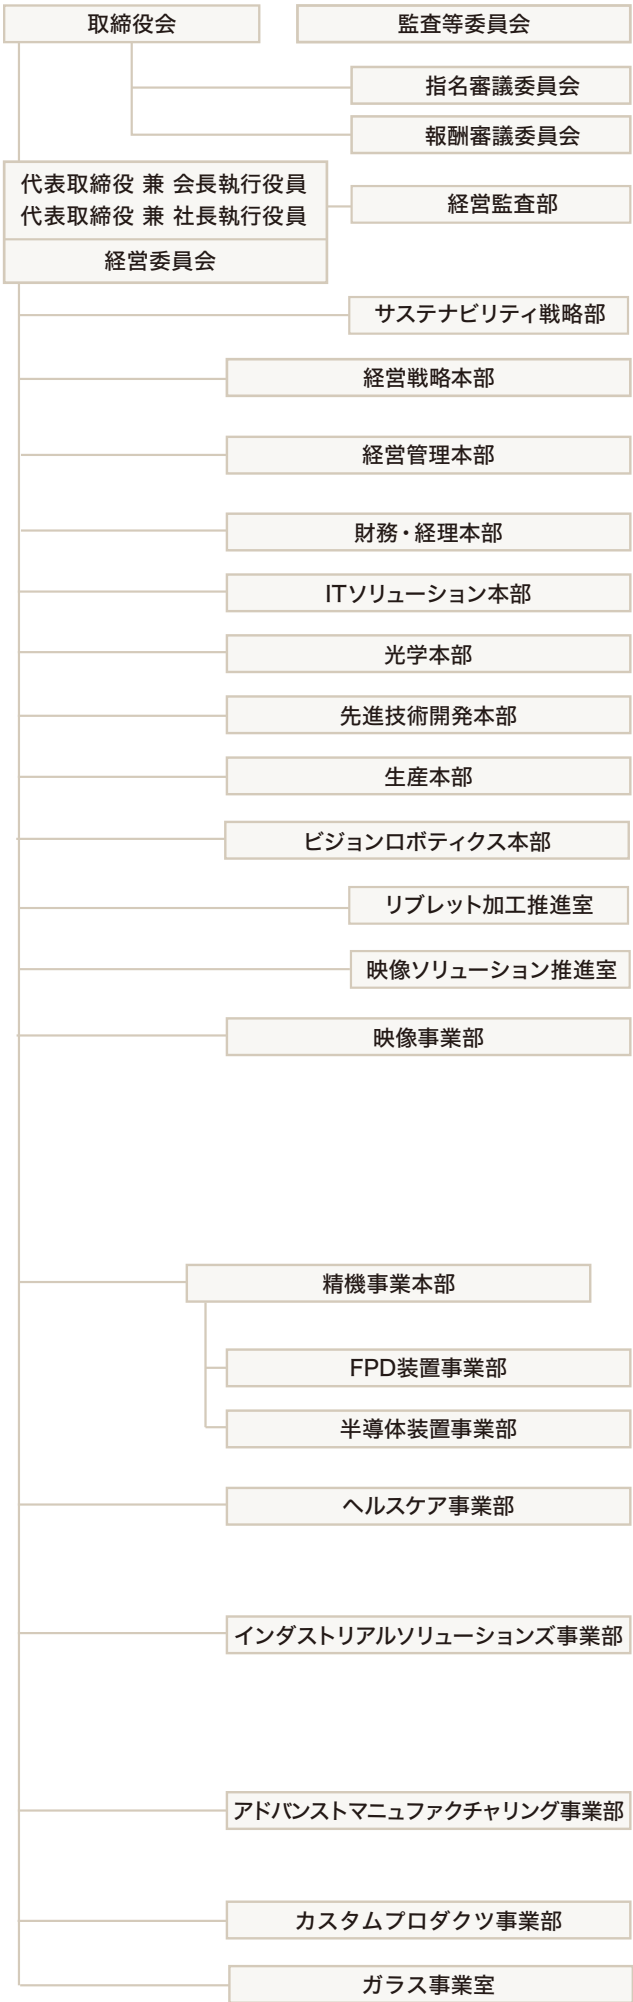 取締役会
監査等委員会
指名審議委員会
報酬審議委員会
代表取締役 兼 会長執行役員
代表取締役 兼 社長執行役員
経営監査部
経営委員会
サステナビリティ戦略部
経営戦略本部
経営管理本部
財務・経理本部
ITソリューション本部
光学本部
先進技術開発本部
生産本部
ビジョンロボティクス本部
リブレット加工推進室
映像ソリューション推進室
映像事業部
精機事業本部
FPD装置事業部
半導体装置事業部
ヘルスケア事業部
インダストリアルソリューションズ事業部
アドバンストマニュファクチャリング事業部
カスタムプロダクツ事業部
ガラス事業室